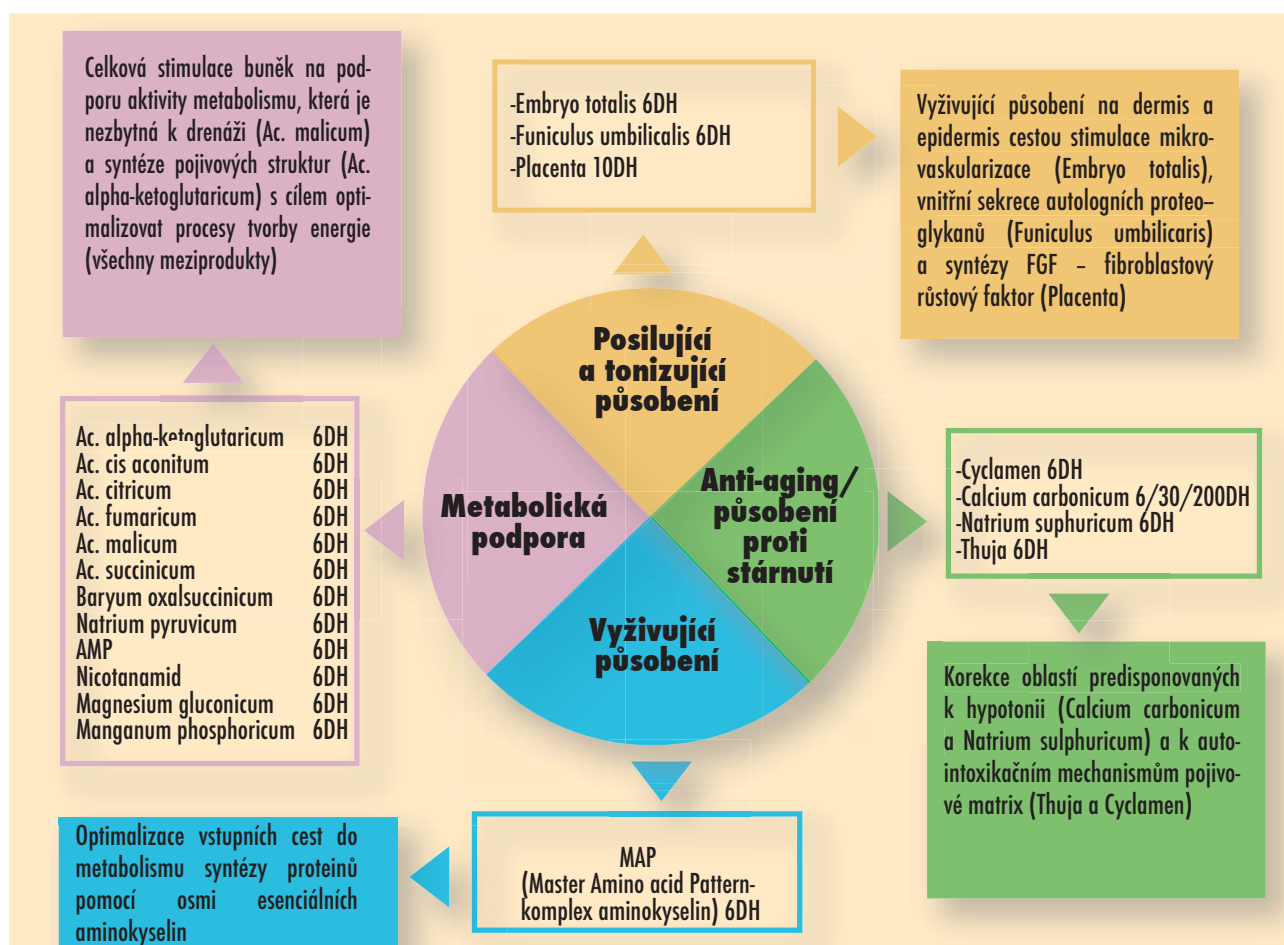 Celková stimulace buněk na pod-
poru aktivity metabolismu, která je
nezbytná k drenáži (Ac. malicum)
a syntéze pojivových struktur (Ac.
alpha-ketoglutaricum) s cílem opti-
malizovat procesy tvorby energie
(všechny meziprodukty)
-Embryo totalis 6DH
-Funiculus umbilicalis 6DH
-Placenta 10DH
Vyživující působení na dermis a
epidermis cestou stimulace mikro-
vaskularizace (Embryo totalis),
vnitřní sekrece autologních proteo–
glykanů (Funiculus umbilicaris)
a syntézy FGF – fibroblastový
růstový faktor (Placenta)
Posilující
a tonizující
působení
Ac. alpha-ketoglutaricum 6DH
Ac. cis aconitum 6DH
Ac. citricum 6DH
Ac. fumaricum 6DH
Ac. malicum 6DH
Ac. succinicum 6DH
Baryum oxalsuccinicum 6DH
Natrium pyruvicum 6DH
AMP 6DH
Nicotanamid 6DH
Magnesium gluconicum 6DH
Manganum phosphoricum 6DH
Metabolická
podpora
Anti-aging/
působení
proti
stárnutí
-Cyclamen 6DH
-Calcium carbonicum 6/30/200DH
-Natrium suphuricum 6DH
-Thuja 6DH
Vyživující
působení
Korekce oblastí predisponovaných
k hypotonii (Calcium carbonicum
a Natrium sulphuricum) a k auto-
intoxikačním mechanismům pojivo-
vé matrix (Thuja a Cyclamen)
Optimalizace vstupních cest do
metabolismu syntézy proteinů
pomocí osmi esenciálních
aminokyselin
MAP
(Master Amino acid Pattern-
komplex aminokyselin) 6DH